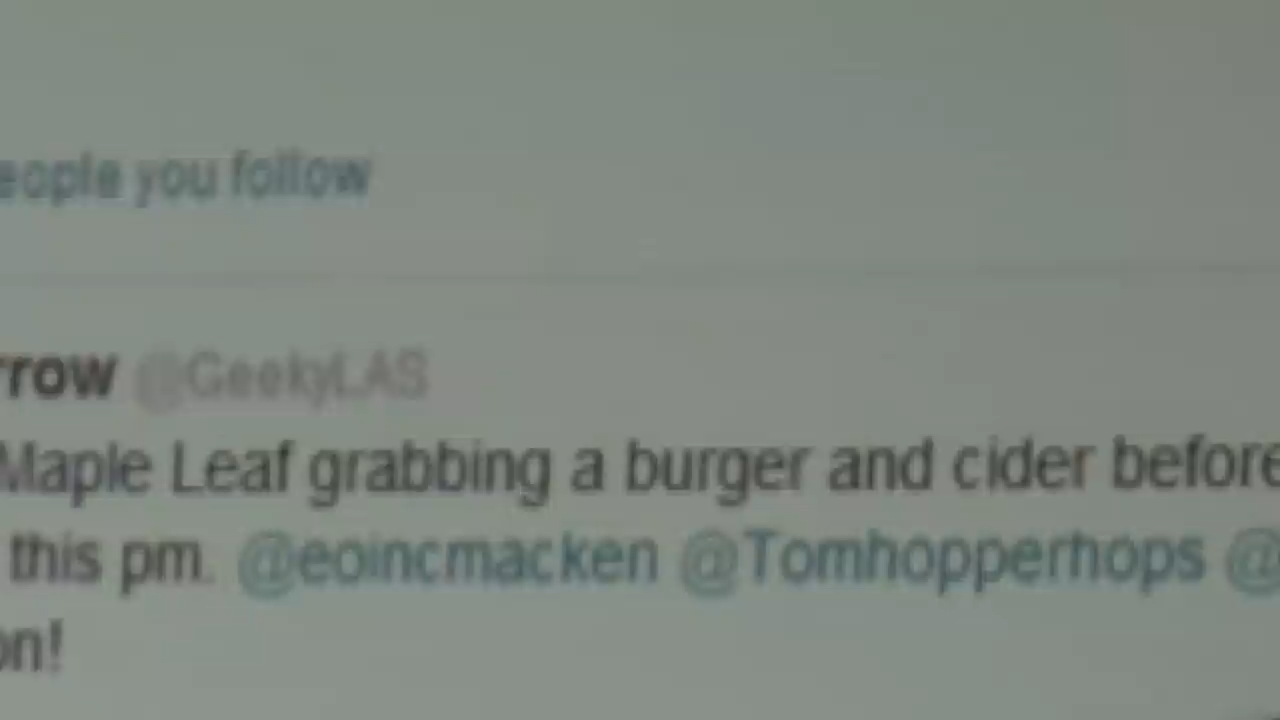 eople you follow
rrow @GeekyLAS
Maple Leaf grabbing a burger and cider before
this pm. @eoincmacken @Tomhopperhops @
on!